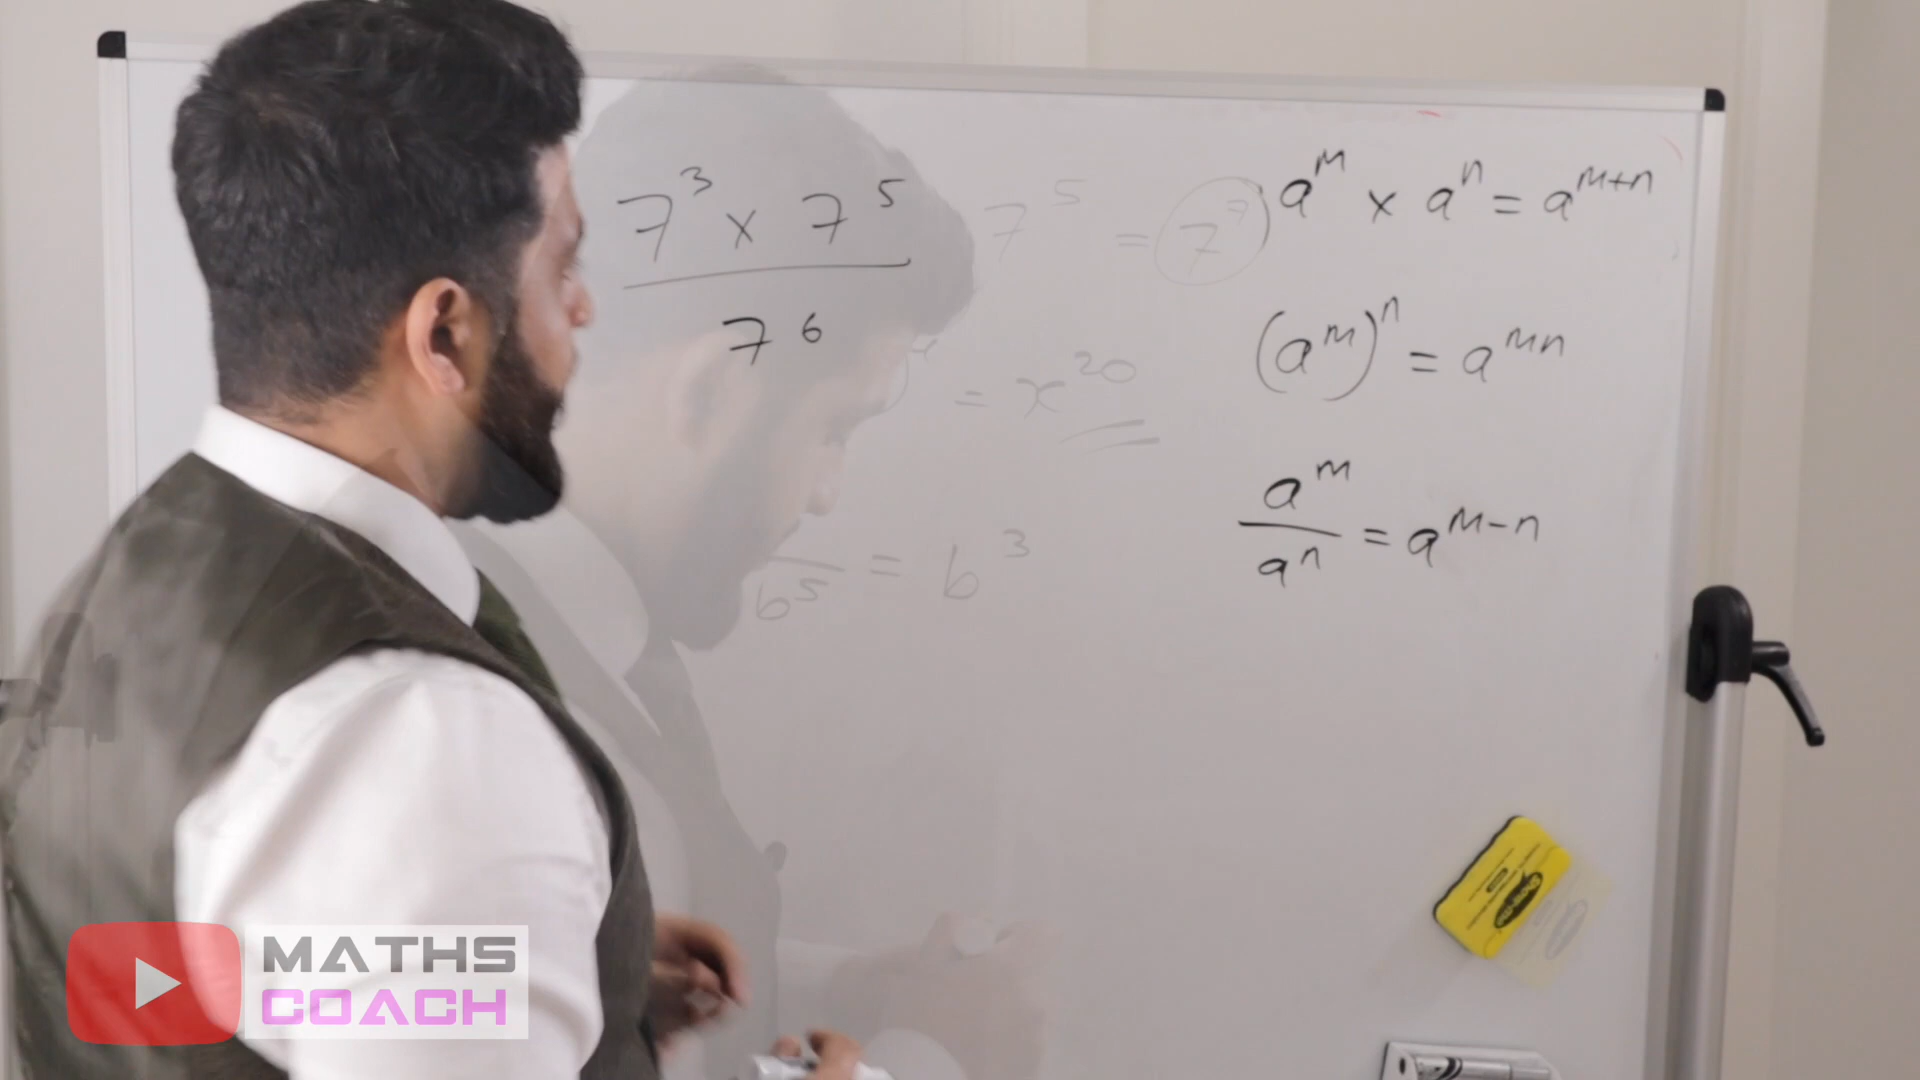 7³ × 7⁵
7⁶
7⁵ = 7⁷
= x²⁰
b⁵ = b³
aᵐ × aⁿ = aᵐ⁺ⁿ
(aᵐ)ⁿ = aᵐⁿ
aᵐ
aⁿ = aᵐ⁻ⁿ
MATHS
COACH